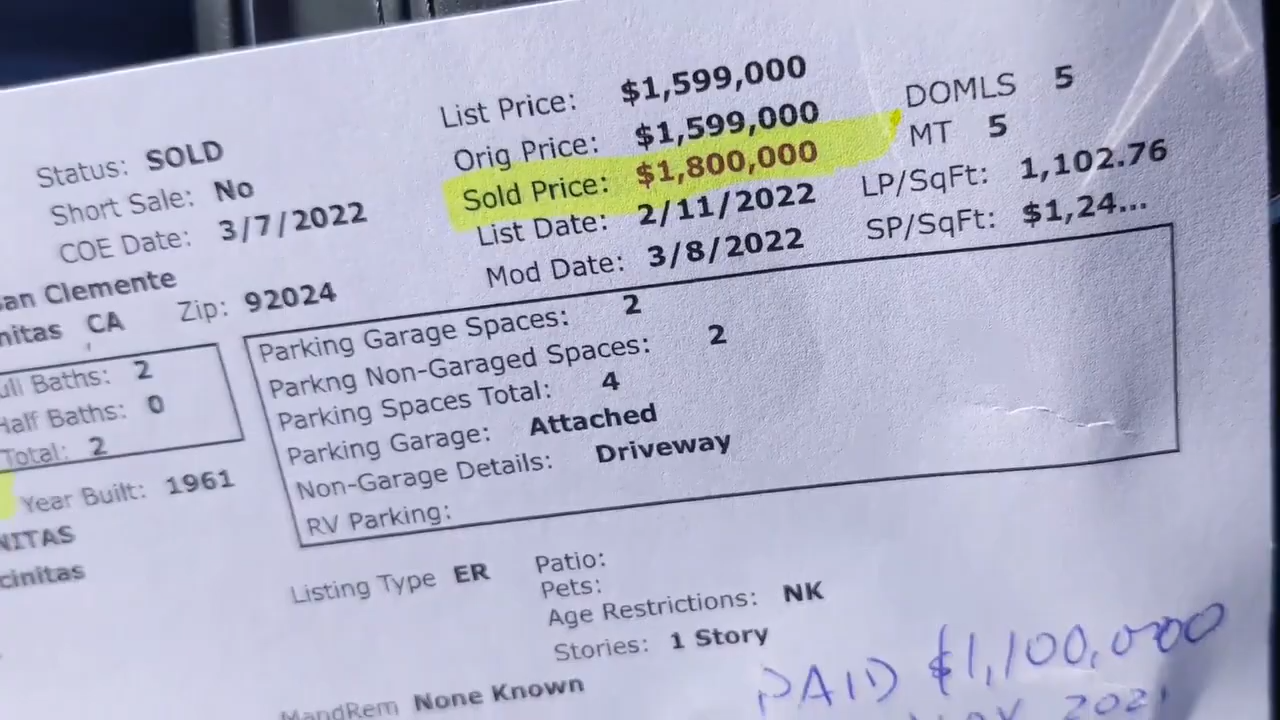 List Price: $1,599,000
Orig Price: $1,599,000
Sold Price: $1,800,000
List Date: 2/11/2022
Mod Date: 3/8/2022
DOMLS 5
MT 5
LP/SqFt: 1,102.76
SP/SqFt: $1,24...
Status: SOLD
Short Sale: No
COE Date: 3/7/2022
an Clemente
nitas CA Zip: 92024
ull Baths: 2
Half Baths: 0
Total: 2
Year Built: 1961
NITAS
cinitas
Parking Garage Spaces: 2
Parkng Non-Garaged Spaces: 2
Parking Spaces Total: 4
Parking Garage: Attached
Non-Garage Details: Driveway
RV Parking:
Listing Type ER
Patio:
Pets:
Age Restrictions: NK
Stories: 1 Story
MandRem None Known
PAID $1,100,000
2021